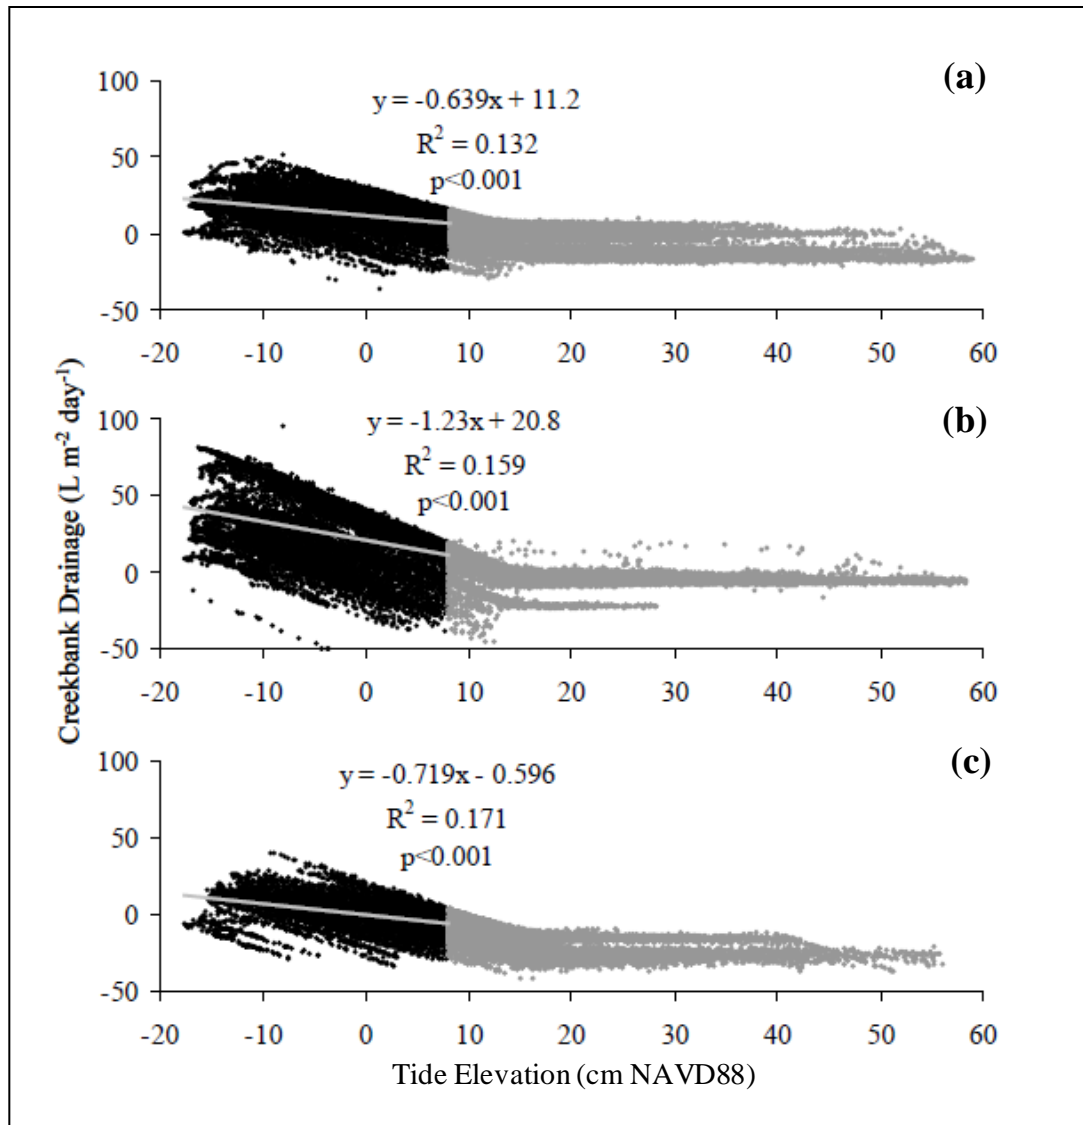 (a)
y = -0.639x + 11.2
R² = 0.132
p<0.001
100
50
0
-50
-20 -10 0 10 20 30 40 50 60
(b)
y = -1.23x + 20.8
R² = 0.159
p<0.001
100
50
0
-50
-20 -10 0 10 20 30 40 50 60
Creekbank Drainage (L m⁻² day⁻¹)
(c)
y = -0.719x - 0.596
R² = 0.171
p<0.001
100
50
0
-50
-20 -10 0 10 20 30 40 50 60
Tide Elevation (cm NAVD88)